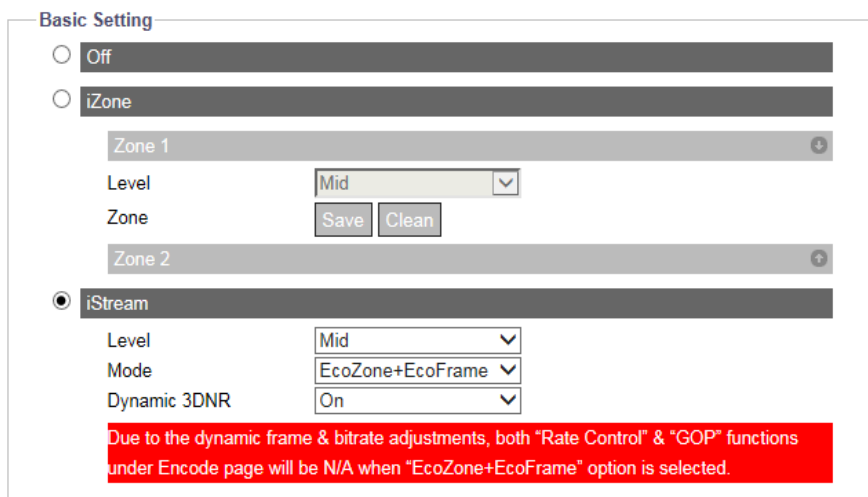 Basic Setting
Off
iZone
Zone 1
Level Mid
Zone Save Clean
Zone 2
iStream
Level Mid
Mode EcoZone+EcoFrame
Dynamic 3DNR On
Due to the dynamic frame & bitrate adjustments, both “Rate Control” & “GOP” functions
under Encode page will be N/A when “EcoZone+EcoFrame” option is selected.